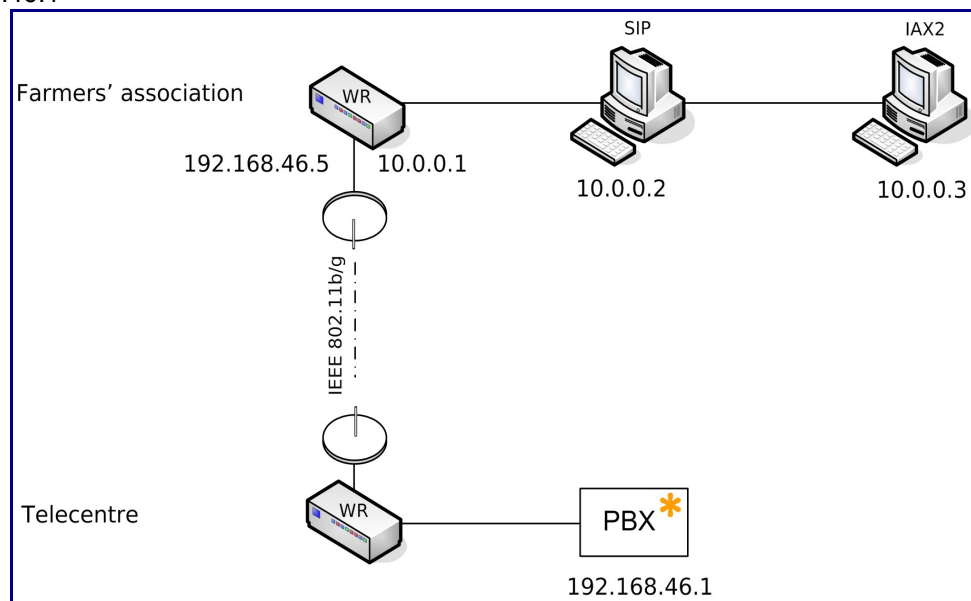 SIP
IAX2
Farmers' association
WR
192.168.46.5
10.0.0.1
10.0.0.2
10.0.0.3
IEEE 802.11b/g
WR
Telecentre
PBX
192.168.46.1